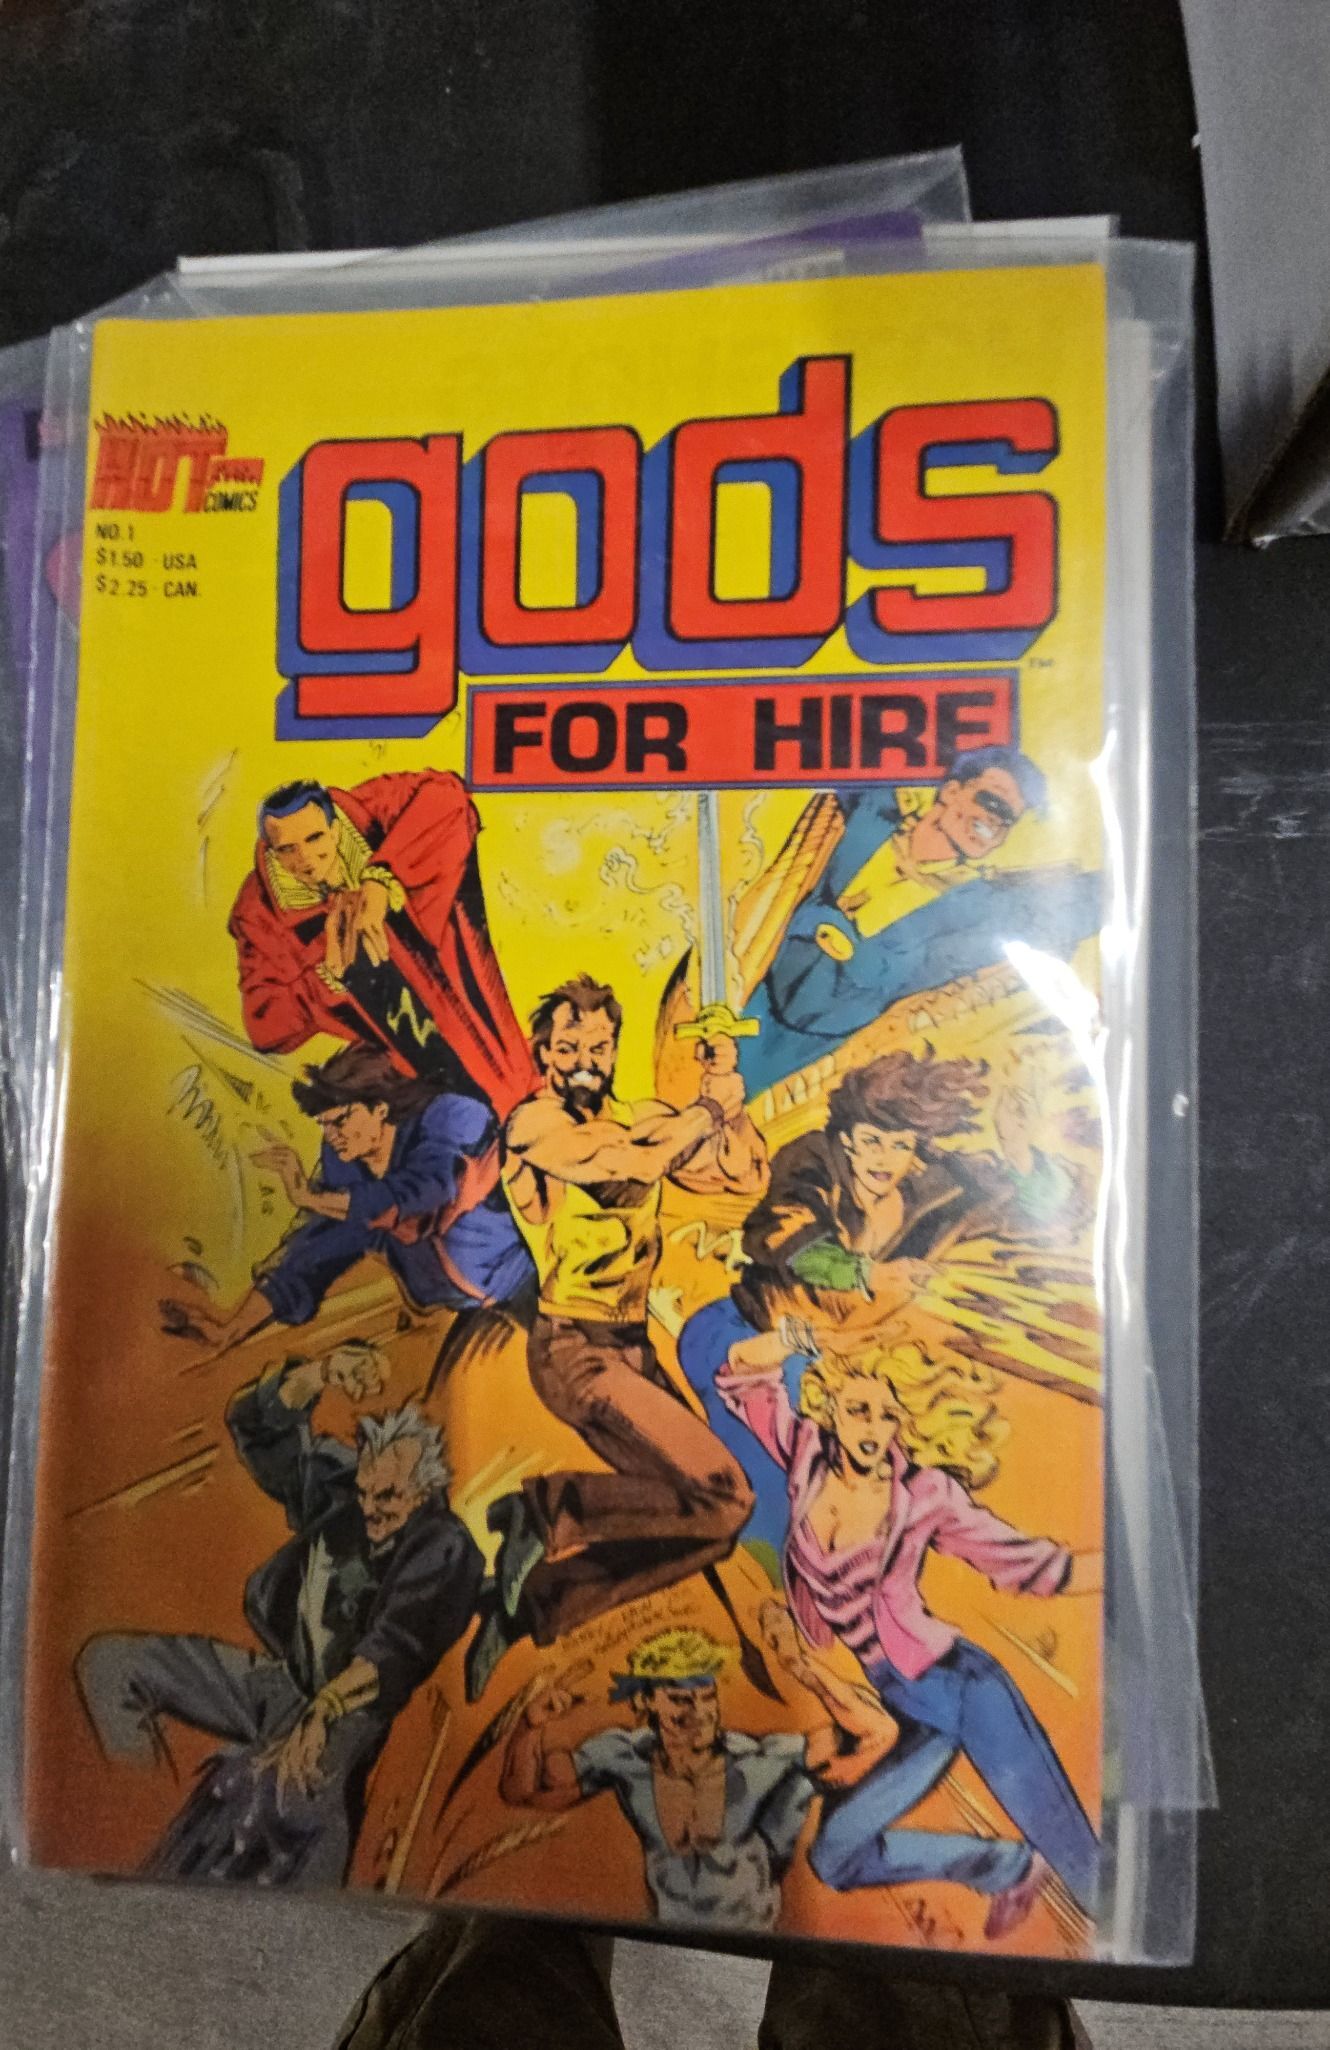 HOT
COMICS
NO. 1
$1.50 · USA
$2.25 · CAN.
gods
FOR HIRE